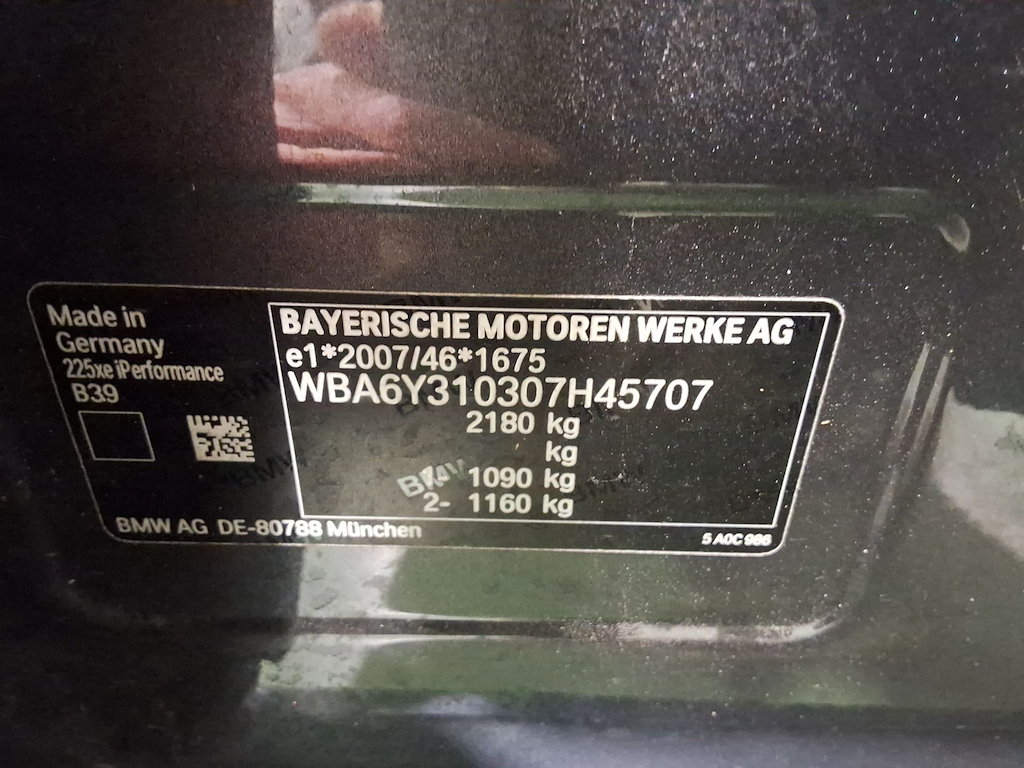 Made in
Germany
225xe iPerformance
B39
BAYERISCHE MOTOREN WERKE AG
e1*2007/46*1675
WBA6Y310307H45707
2180 kg
kg
1090 kg
2- 1160 kg
BMW AG DE-80788 München
5 A0C 986